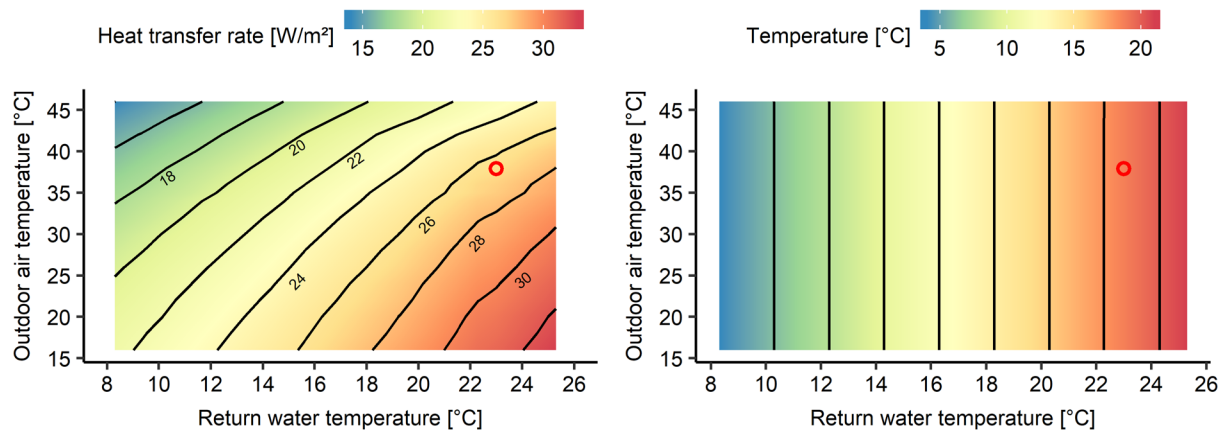 Heat transfer rate [W/m²]
15 20 25 30
Outdoor air temperature [°C]
45
40
35
30
25
20
15
18
20
22
24
26
28
30
8 10 12 14 16 18 20 22 24 26
Return water temperature [°C]
Temperature [°C]
5 10 15 20
Outdoor air temperature [°C]
45
40
35
30
25
20
15
8 10 12 14 16 18 20 22 24 26
Return water temperature [°C]